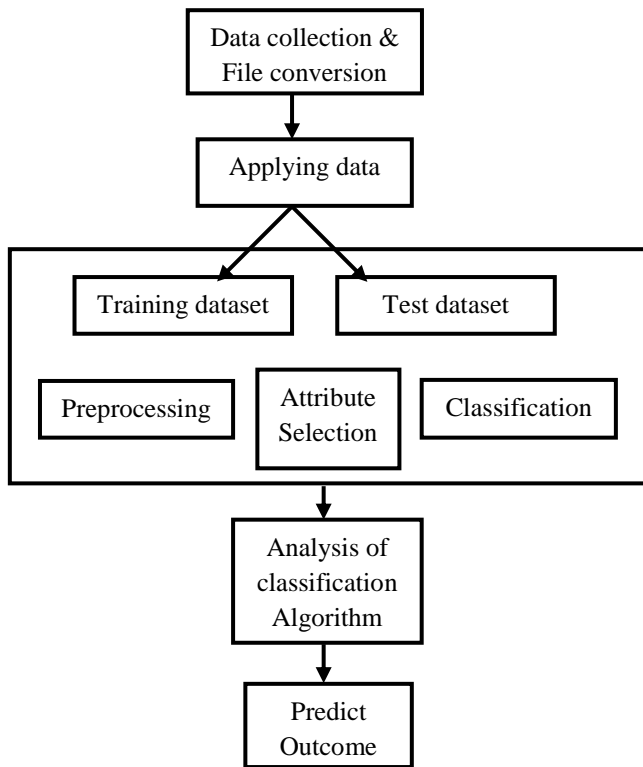 Data collection &
File conversion
Applying data
Training dataset
Test dataset
Preprocessing
Attribute
Selection
Classification
Analysis of
classification
Algorithm
Predict
Outcome